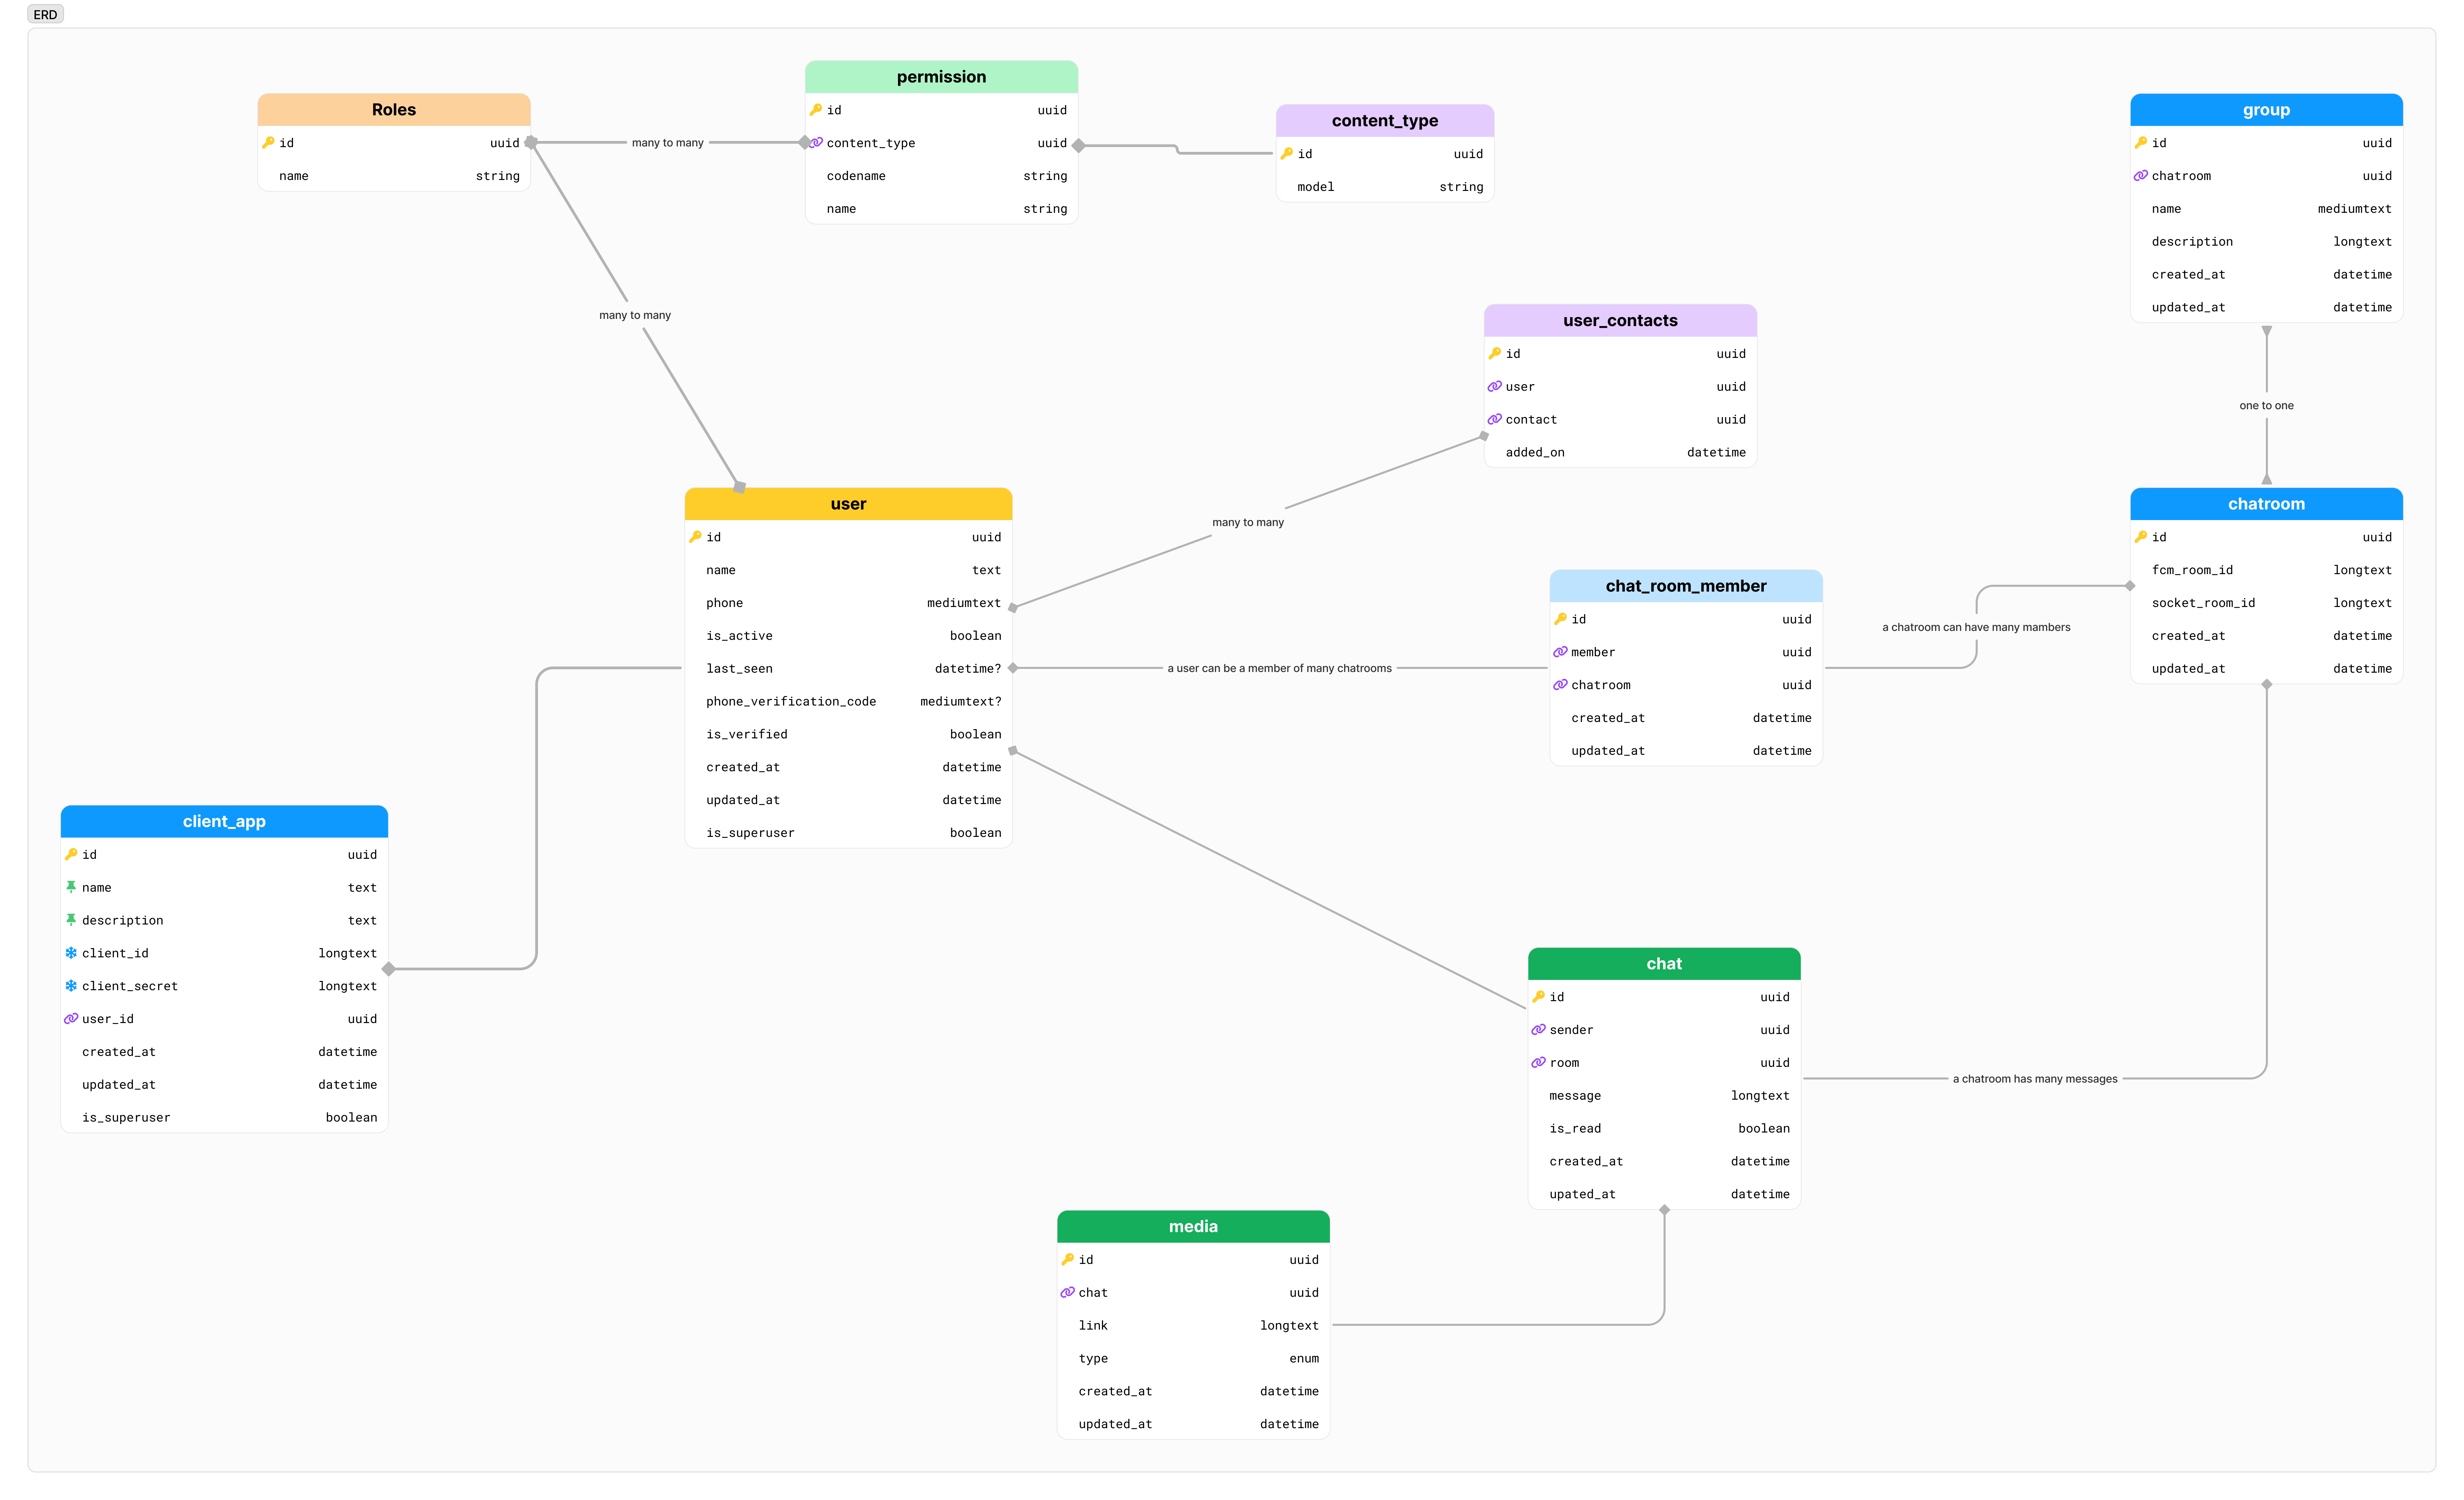 ERD
Roles
id uuid
name string
many to many
permission
id uuid
content_type uuid
codename string
name string
content_type
id uuid
model string
group
id uuid
chatroom uuid
name mediumtext
description longtext
created_at datetime
updated_at datetime
many to many
user_contacts
id uuid
user uuid
contact uuid
added_on datetime
one to one
many to many
user
id uuid
name text
phone mediumtext
is_active boolean
last_seen datetime?
phone_verification_code mediumtext?
is_verified boolean
created_at datetime
updated_at datetime
is_superuser boolean
a user can be a member of many chatrooms
chat_room_member
id uuid
member uuid
chatroom uuid
created_at datetime
updated_at datetime
a chatroom can have many mambers
chatroom
id uuid
fcm_room_id longtext
socket_room_id longtext
created_at datetime
updated_at datetime
client_app
id uuid
name text
description text
client_id longtext
client_secret longtext
user_id uuid
created_at datetime
updated_at datetime
is_superuser boolean
chat
id uuid
sender uuid
room uuid
message longtext
is_read boolean
created_at datetime
upated_at datetime
a chatroom has many messages
media
id uuid
chat uuid
link longtext
type enum
created_at datetime
updated_at datetime